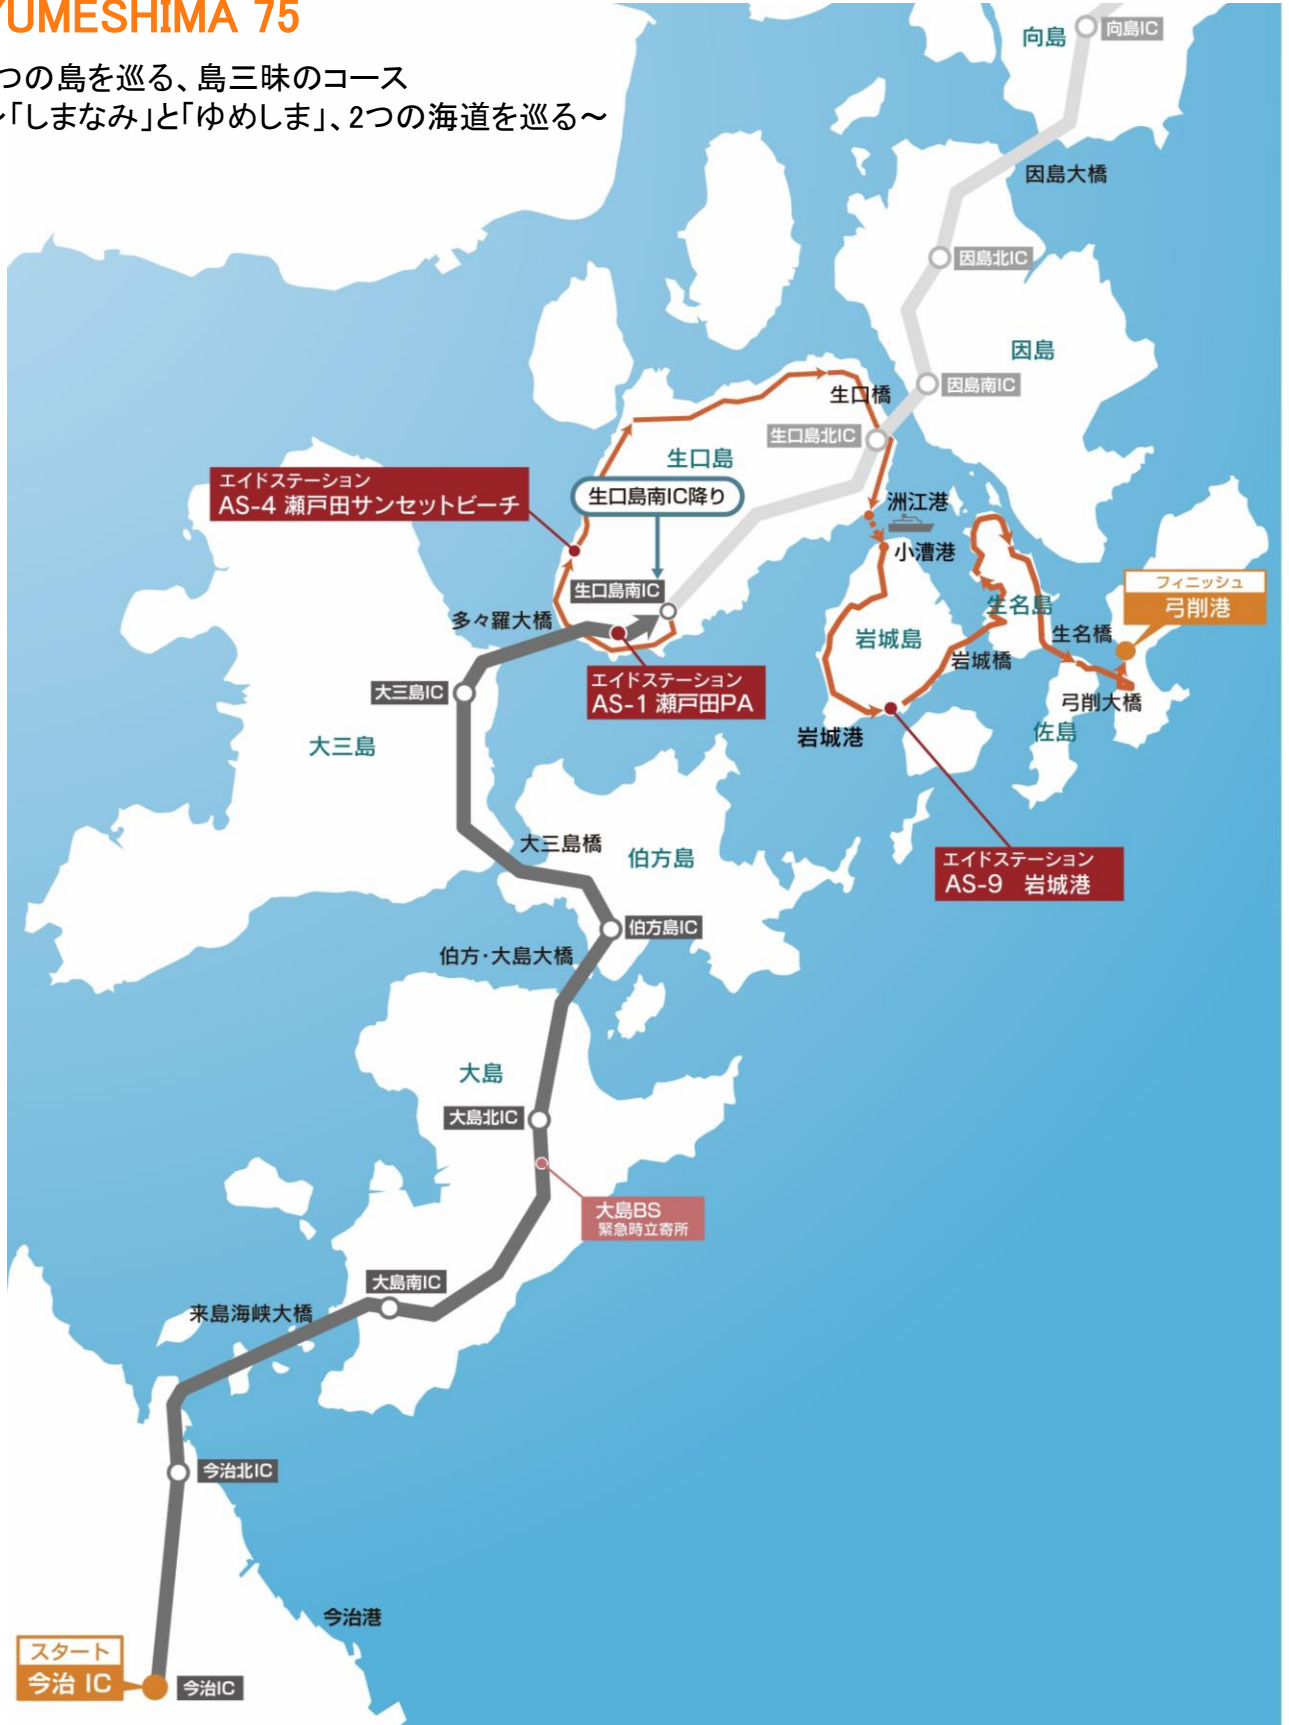 YUMESHIMA 75
つの島を巡る、島三昧のコース
～「しまなみ」と「ゆめしま」、2つの海道を巡る～
向島
向島IC
因島大橋
因島北IC
因島
因島南IC
生口橋
生口島北IC
生口島
エイドステーション
AS-4 瀬戸田サンセットビーチ
生口島南IC降り
洲江港
小漕港
生口島南IC
フィニッシュ
弓削港
生名島
多々羅大橋
生名橋
岩城島
岩城橋
エイドステーション
AS-1 瀬戸田PA
大三島IC
弓削大橋
岩城港
佐島
大三島
大三島橋
伯方島
エイドステーション
AS-9 岩城港
伯方島IC
伯方・大島大橋
大島
大島北IC
大島BS
緊急時立寄所
大島南IC
来島海峡大橋
今治北IC
今治港
スタート
今治 IC
今治IC